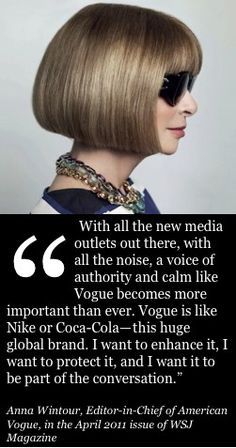 “
With all the new media
outlets out there, with
all the noise, a voice of
authority and calm like
Vogue becomes more
important than ever. Vogue is like
Nike or Coca-Cola—this huge
global brand. I want to enhance it, I
want to protect it, and I want it to
be part of the conversation.”
Anna Wintour, Editor-in-Chief of American
Vogue, in the April 2011 issue of WSJ
Magazine